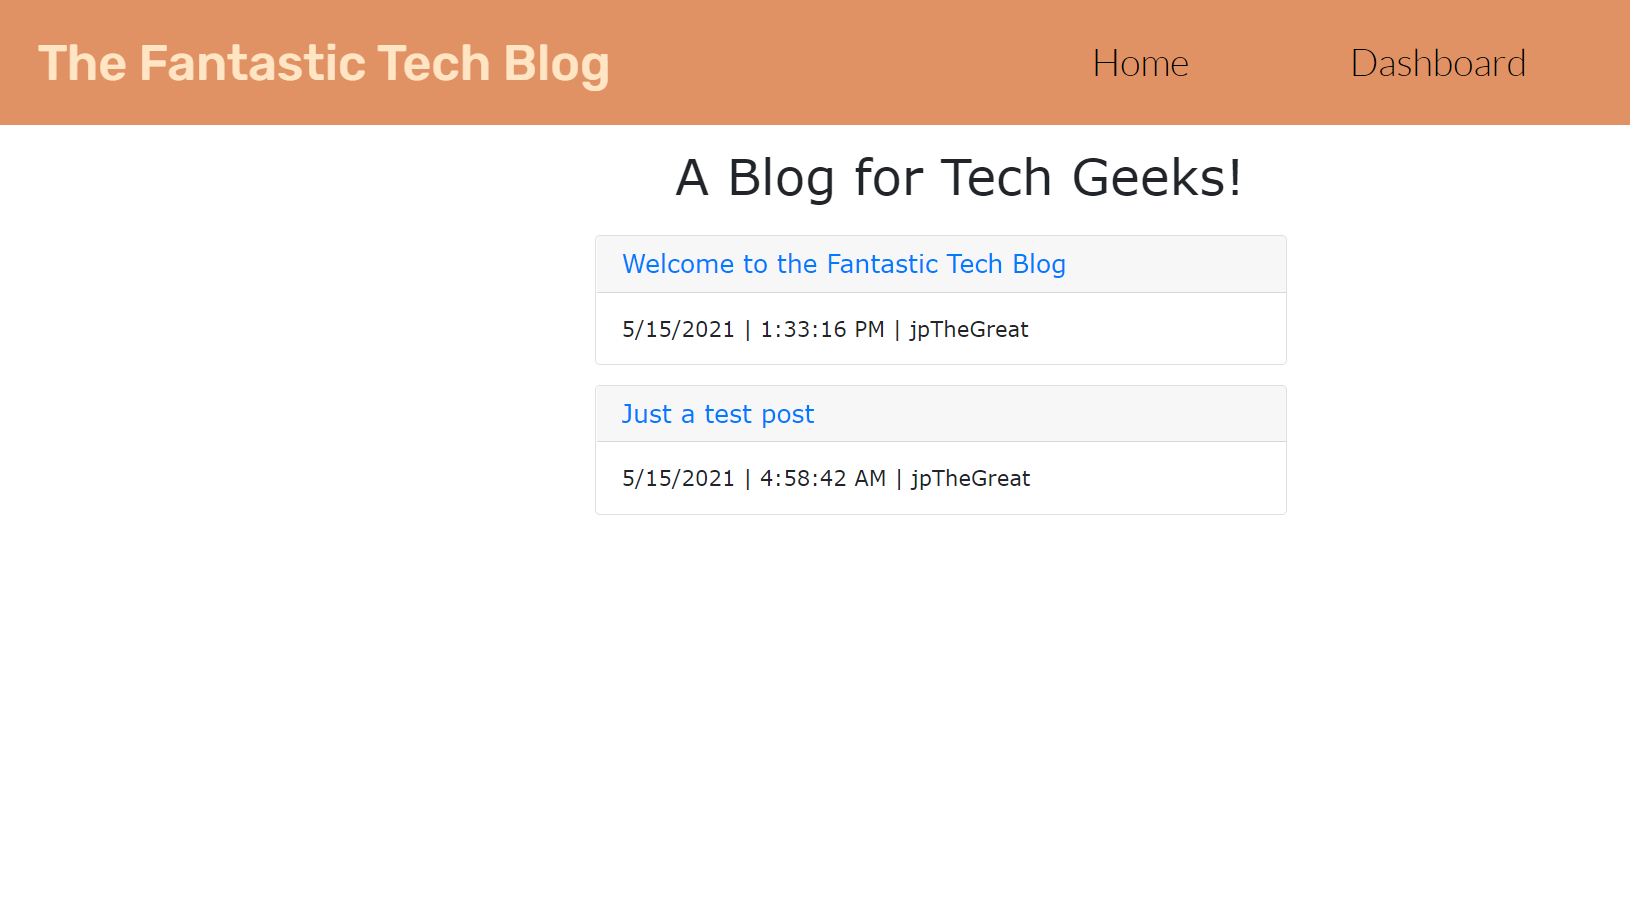 The Fantastic Tech Blog
Home
Dashboard
A Blog for Tech Geeks!
Welcome to the Fantastic Tech Blog
5/15/2021 | 1:33:16 PM | jpTheGreat
Just a test post
5/15/2021 | 4:58:42 AM | jpTheGreat